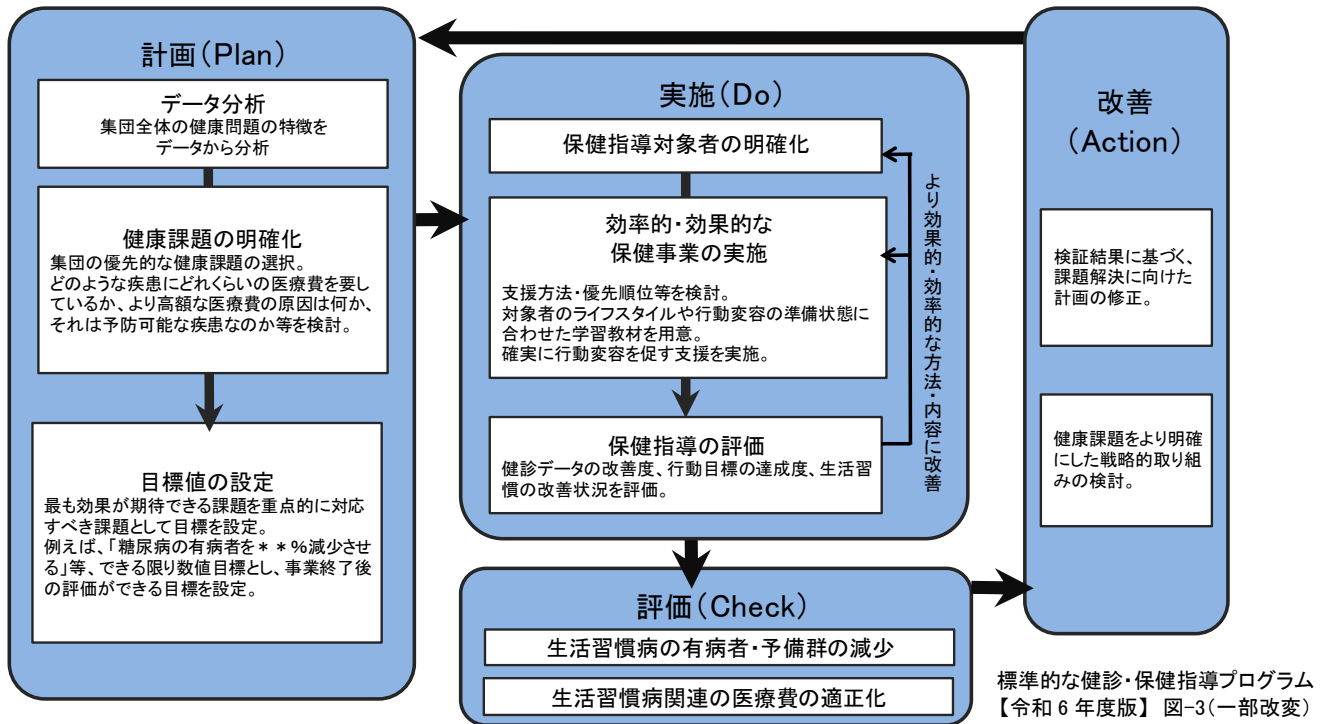 計画(Plan)
データ分析
集団全体の健康問題の特徴を
データから分析
健康課題の明確化
集団の優先的な健康課題の選択。
どのような疾患にどれくらいの医療費を要し
ているか、より高額な医療費の原因は何か、
それは予防可能な疾患なのか等を検討。
目標値の設定
最も効果が期待できる課題を重点的に対応
すべき課題として目標を設定。
例えば、「糖尿病の有病者を**%減少させ
る」等、できる限り数値目標とし、事業終了後
の評価ができる目標を設定。
実施(Do)
保健指導対象者の明確化
効率的・効果的な
保健事業の実施
支援方法・優先順位等を検討。
対象者のライフスタイルや行動変容の準備状態に
合わせた学習教材を用意。
確実に行動変容を促す支援を実施。
保健指導の評価
健診データの改善度、行動目標の達成度、生活習
慣の改善状況を評価。
より効果的・効率的な方法・内容に改善
評価(Check)
生活習慣病の有病者・予備群の減少
生活習慣病関連の医療費の適正化
改善
(Action)
検証結果に基づく、
課題解決に向けた
計画の修正。
健康課題をより明確
にした戦略的取り組
みの検討。
標準的な健診・保健指導プログラム
【令和6年度版】 図-3(一部改変)